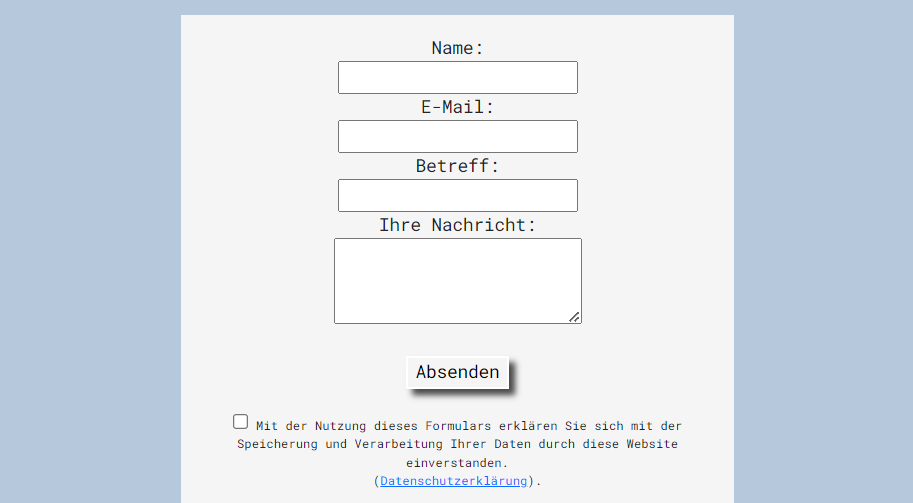 Name:
E-Mail:
Betreff:
Ihre Nachricht:
Absenden
Mit der Nutzung dieses Formulars erklären Sie sich mit der
Speicherung und Verarbeitung Ihrer Daten durch diese Website
einverstanden.
(Datenschutzerklärung).